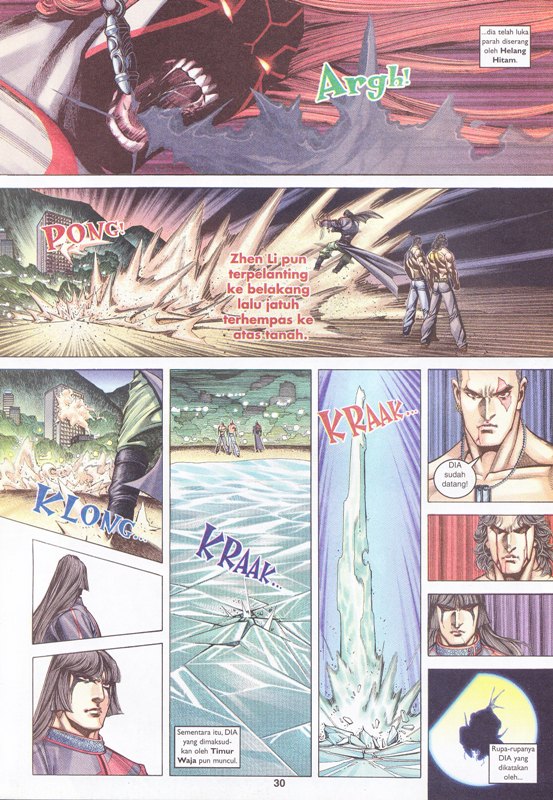 ...dia telah luka
parah diserang
oleh Helang
Hitam.
Argh!
PONG!
Zhen Li pun
terpelanting
ke belakang
lalu jatuh
terhempas ke
atas tanah.
KLONG...
KRAAK...
Sementara itu, DIA
yang dimaksud-
kan oleh Timur
Waja pun muncul.
KRAAK...
DIA
sudah
datang!
Rupa-rupanya
DIA yang
dikatakan
oleh...
30